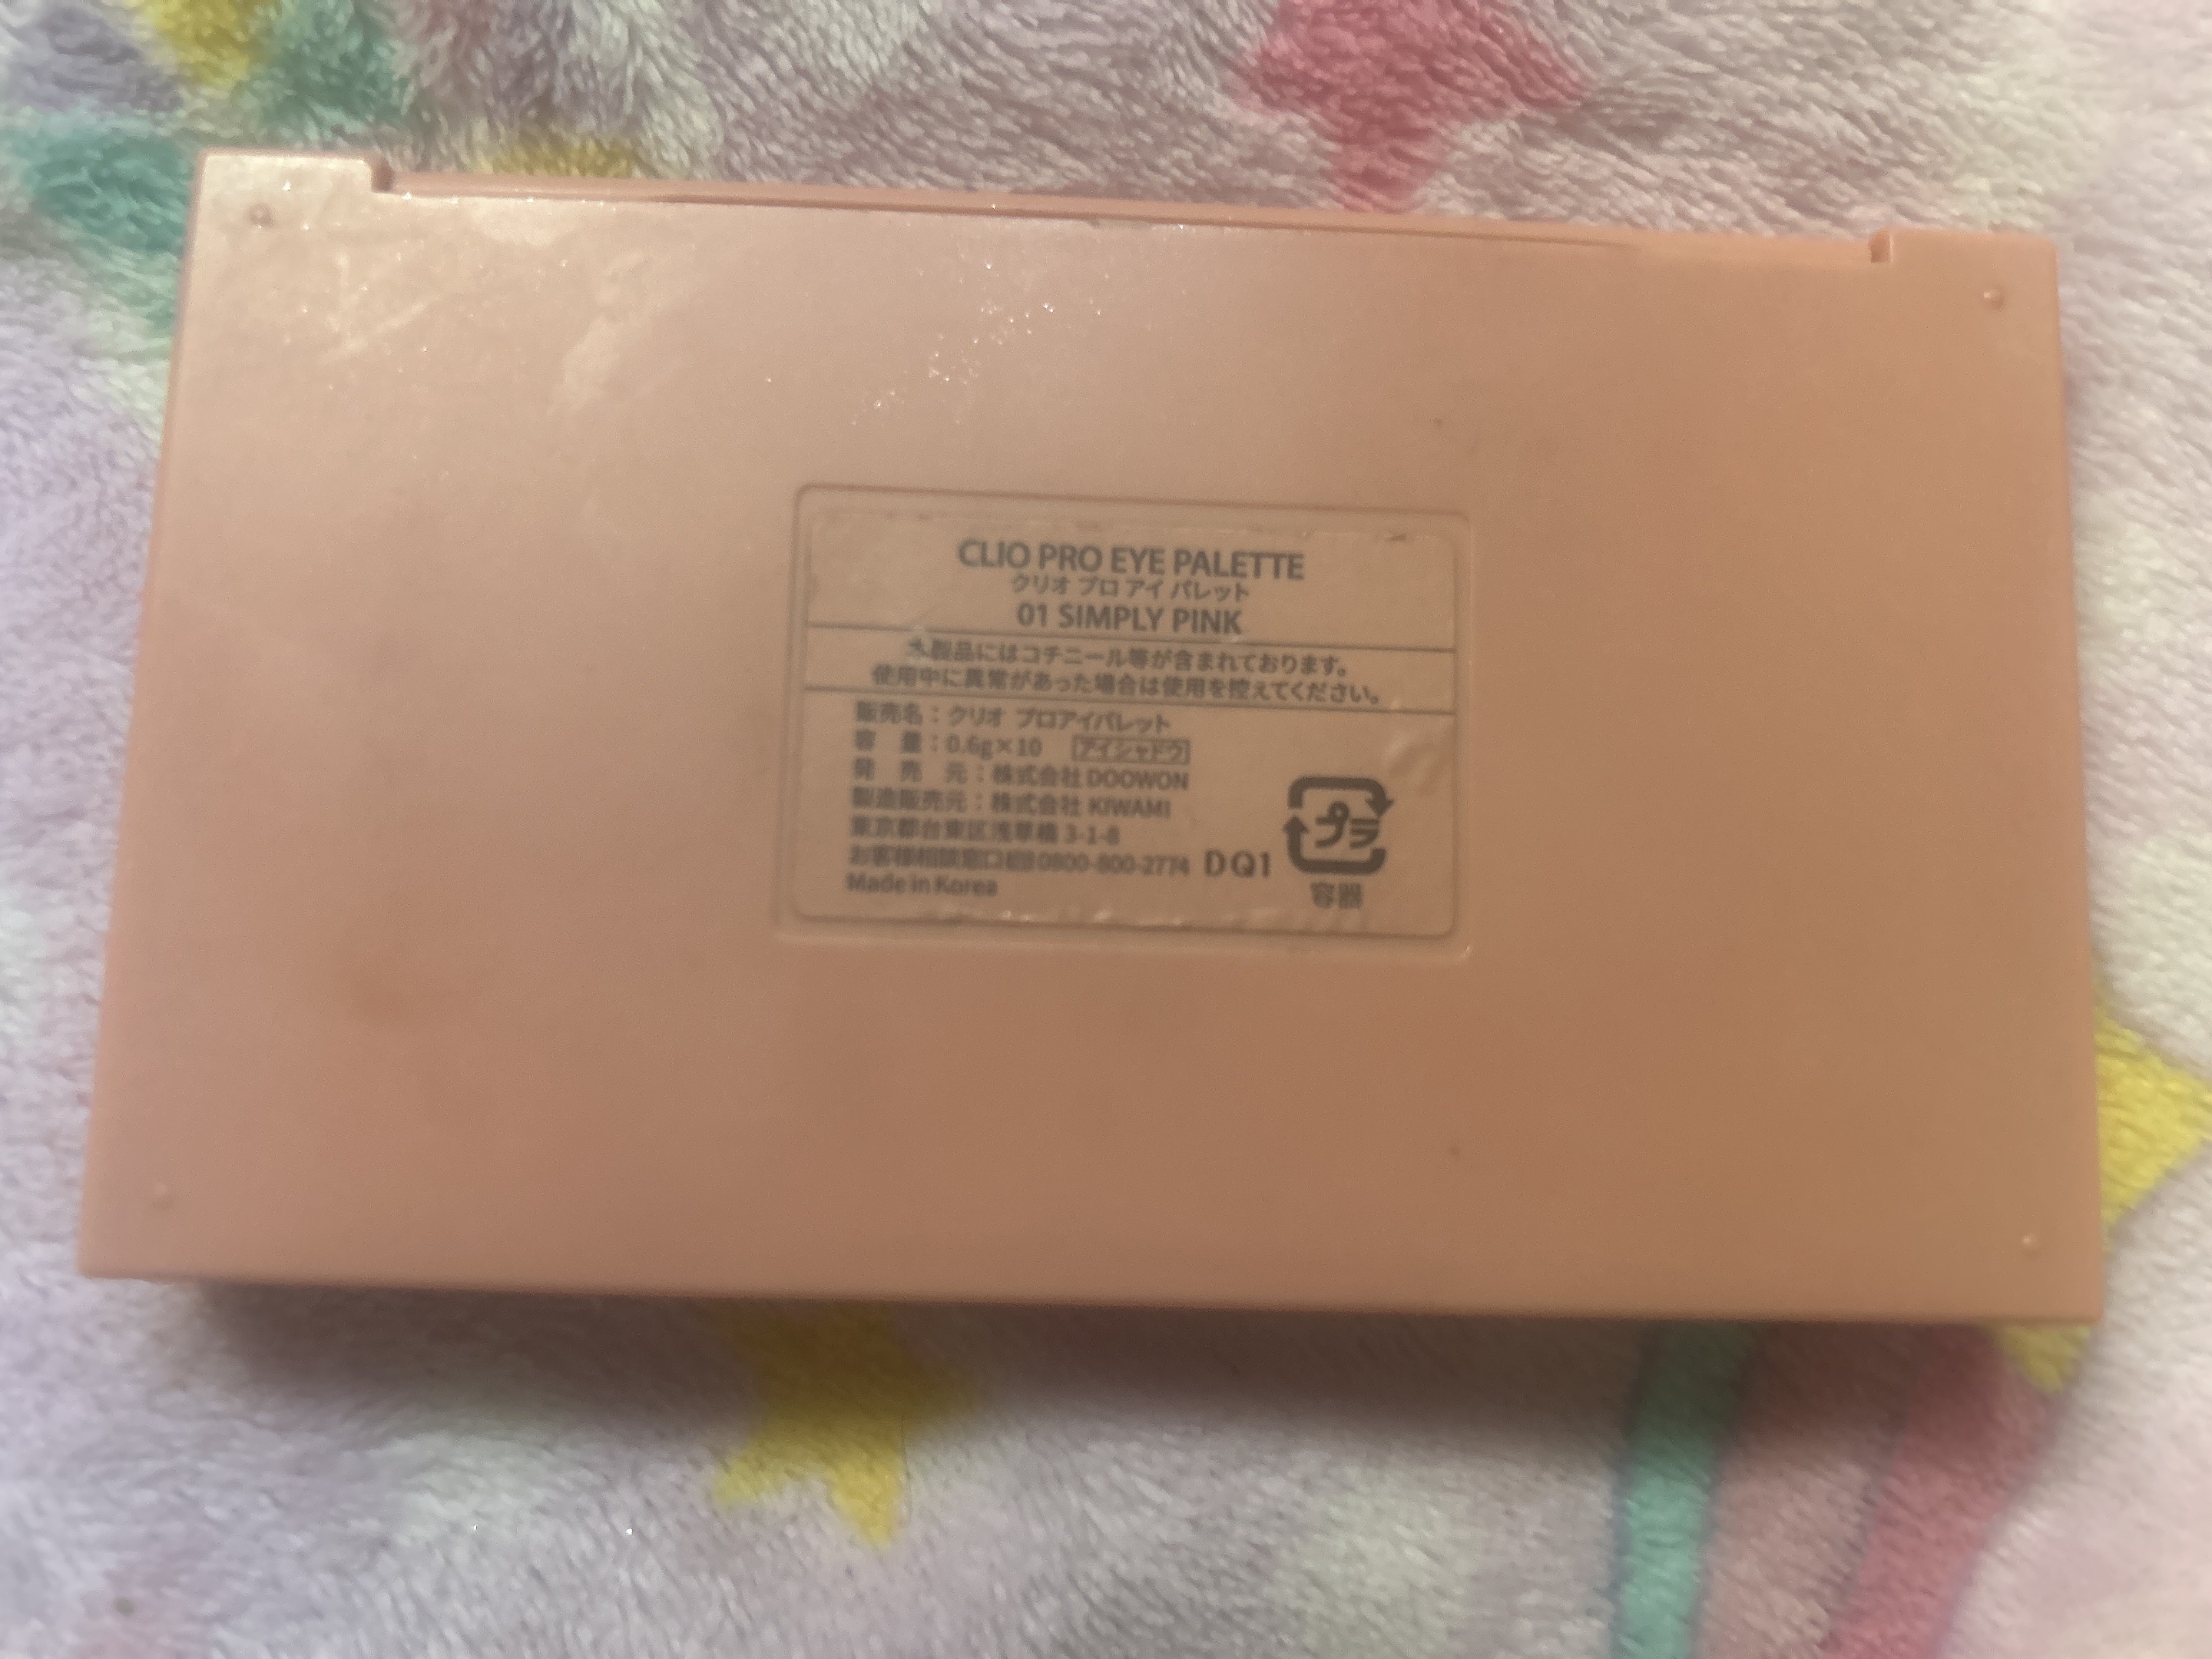 CLIO PRO EYE PALETTE
クリオ プロ アイ パレット
01 SIMPLY PINK
本製品にはコチニール等が含まれております。
使用中に異常があった場合は使用を控えてください。
販売名：クリオ プロアイパレット
容 量：0.6g×10 アイシャドウ
発 売 元：株式会社 DOOWON
製造販売元：株式会社 KIWAMI
東京都台東区浅草橋 3-1-8
お客様相談窓口 0800-800-2774 DQ1
Made in Korea
プラ
容器